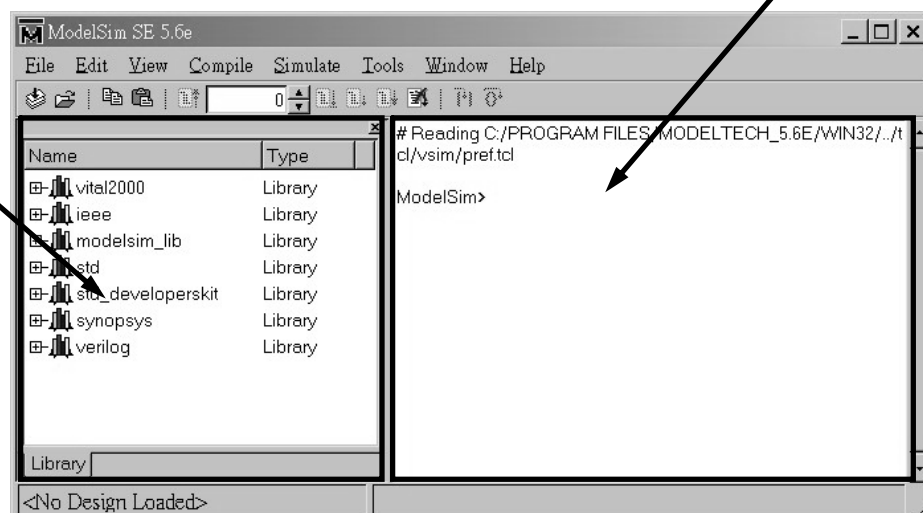 ModelSim SE 5.6e
File Edit View Compile Simulate Tools Window Help
0
Name Type
vital2000 Library
ieee Library
modelsim_lib Library
std Library
std_developerskit Library
synopsys Library
verilog Library
Library
# Reading C:/PROGRAM FILES/MODELTECH_5.6E/WIN32/../t
cl/vsim/pref.tcl
ModelSim>
<No Design Loaded>